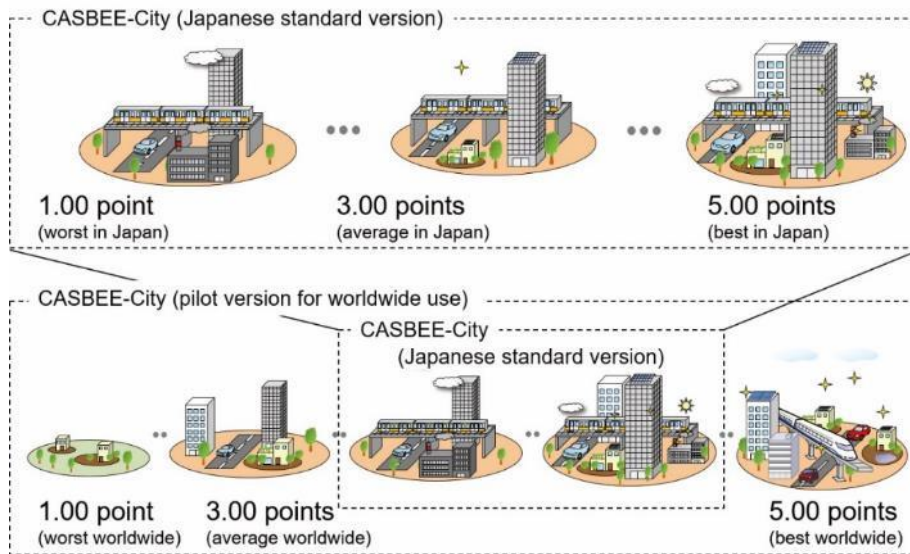 CASBEE-City (Japanese standard version)
1.00 point
(worst in Japan)
3.00 points
(average in Japan)
5.00 points
(best in Japan)
CASBEE-City (pilot version for worldwide use)
CASBEE-City
(Japanese standard version)
1.00 point
(worst worldwide)
3.00 points
(average worldwide)
5.00 points
(best worldwide)